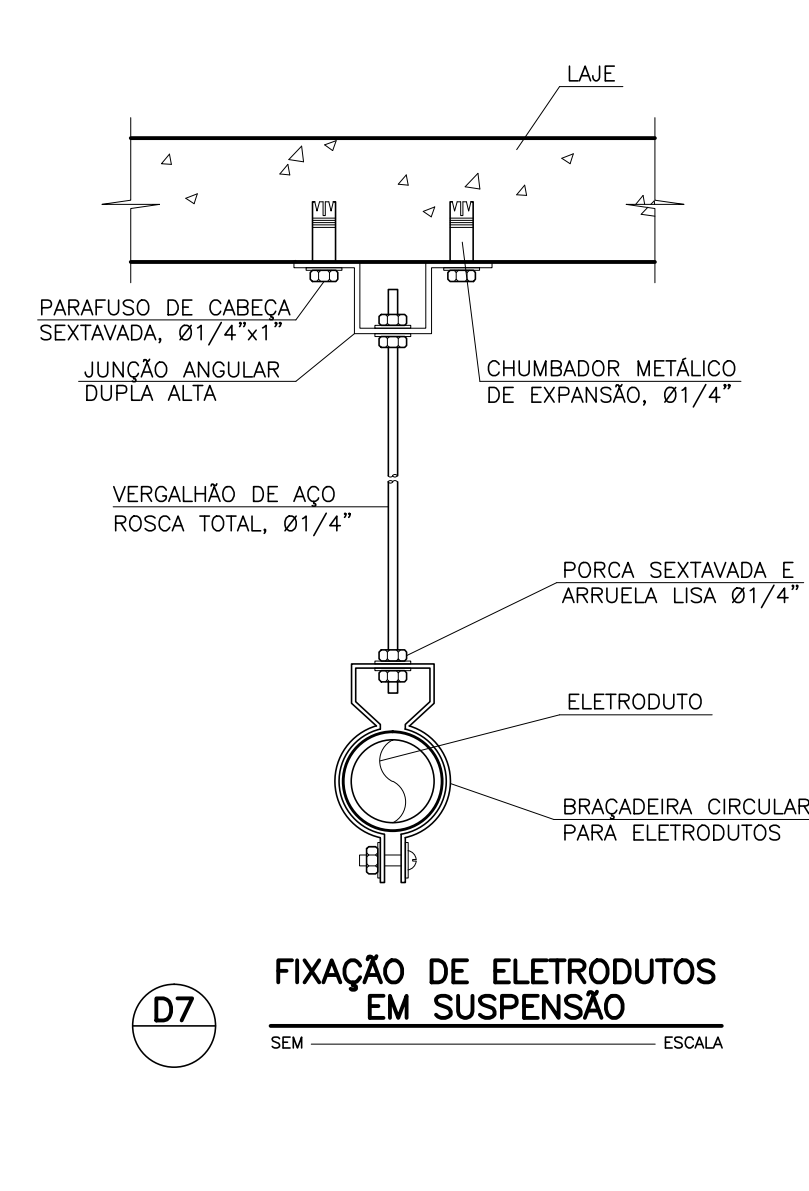 LAJE
PARAFUSO DE CABEÇA
SEXTAVADA, Ø1/4”x1”
JUNÇÃO ANGULAR
DUPLA ALTA
CHUMBADOR METÁLICO
DE EXPANSÃO, Ø1/4”
VERGALHÃO DE AÇO
ROSCA TOTAL, Ø1/4”
PORCA SEXTAVADA E
ARRUELA LISA Ø1/4”
ELETRODUTO
BRAÇADEIRA CIRCULAR
PARA ELETRODUTOS
D7
FIXAÇÃO DE ELETRODUTOS
EM SUSPENSÃO
SEM ESCALA